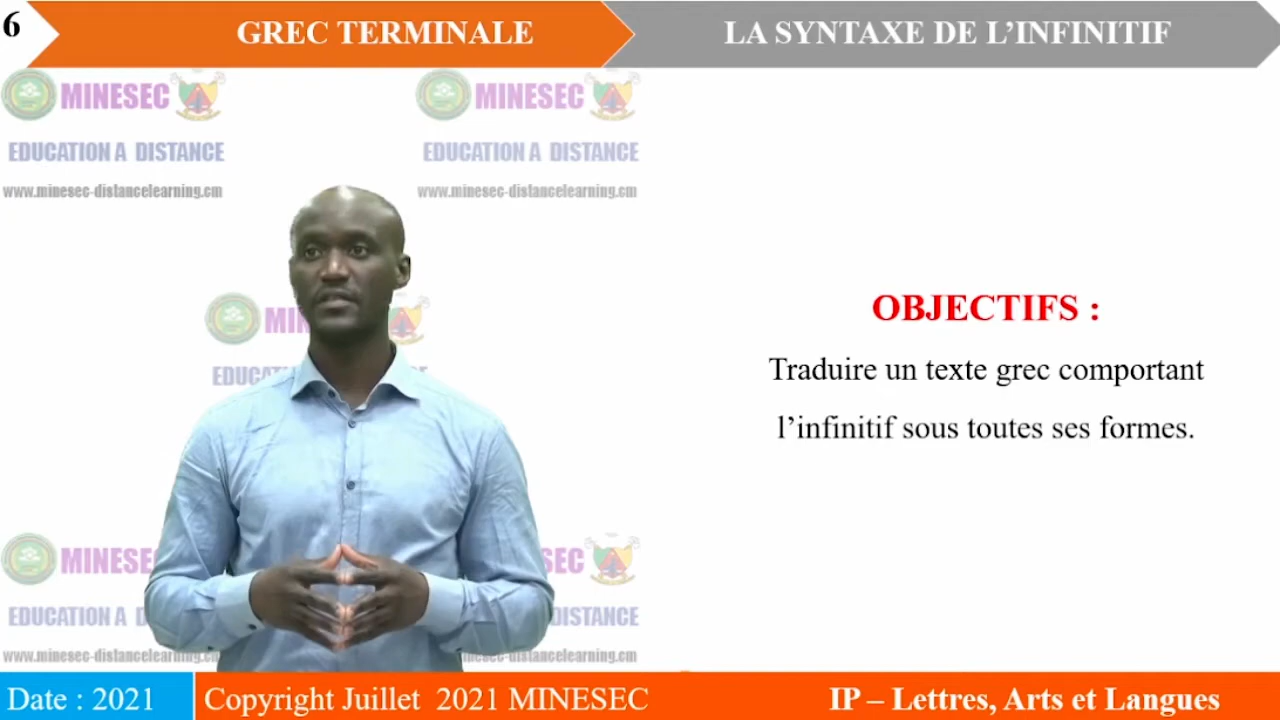 6
GREC TERMINALE
LA SYNTAXE DE L’INFINITIF
MINESEC
MINESEC
EDUCATION A DISTANCE
EDUCATION A DISTANCE
www.minesec-distancelearning.cm
www.minesec-distancelearning.cm
OBJECTIFS :
Traduire un texte grec comportant
l’infinitif sous toutes ses formes.
Date : 2021
Copyright Juillet 2021 MINESEC
IP – Lettres, Arts et Langues